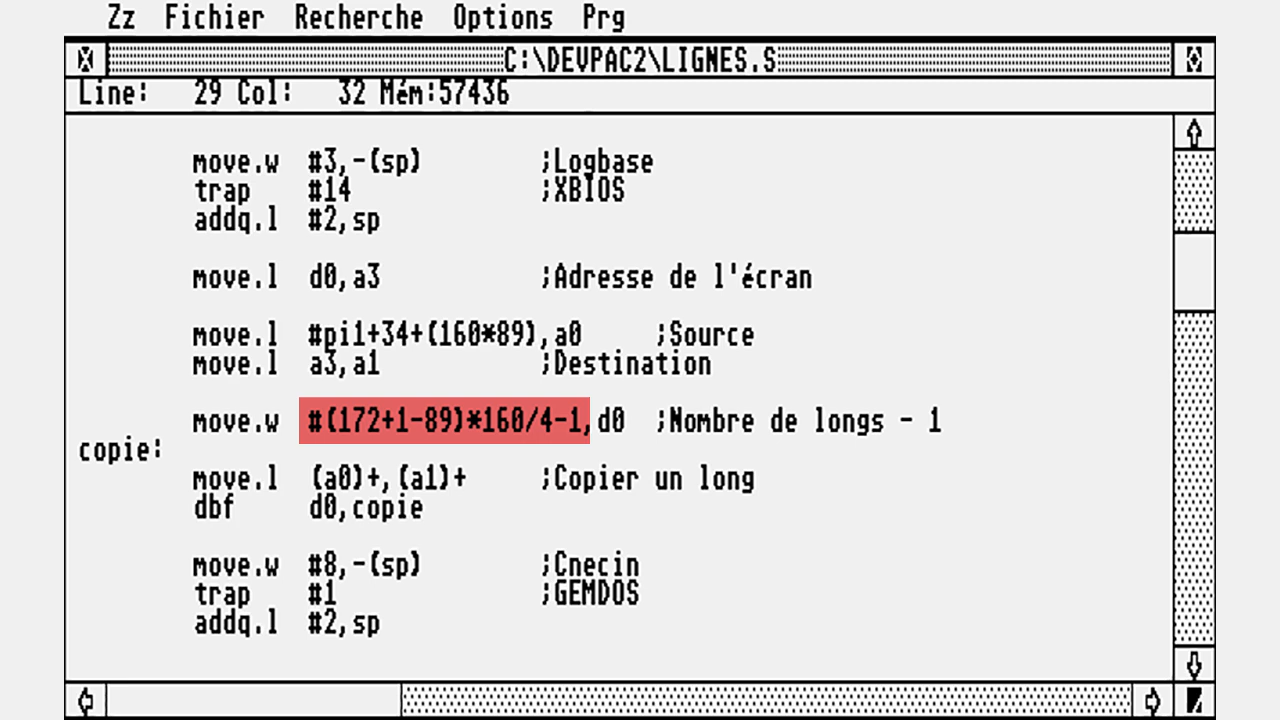 Zz Fichier Recherche Options Prg
C:\DEVPAC2\LIGNES.S
Line: 29 Col: 32 Mém:57436
move.w #3,-(sp) ;Logbase
trap #14 ;XBIOS
addq.l #2,sp
move.l d0,a3 ;Adresse de l'écran
move.l #pi1+34+(160*89),a0 ;Source
move.l a3,a1 ;Destination
move.w #(172+1-89)*160/4-1,d0 ;Nombre de longs - 1
copie:
move.l (a0)+,(a1)+ ;Copier un long
dbf d0,copie
move.w #8,-(sp) ;Cnecin
trap #1 ;GEMDOS
addq.l #2,sp